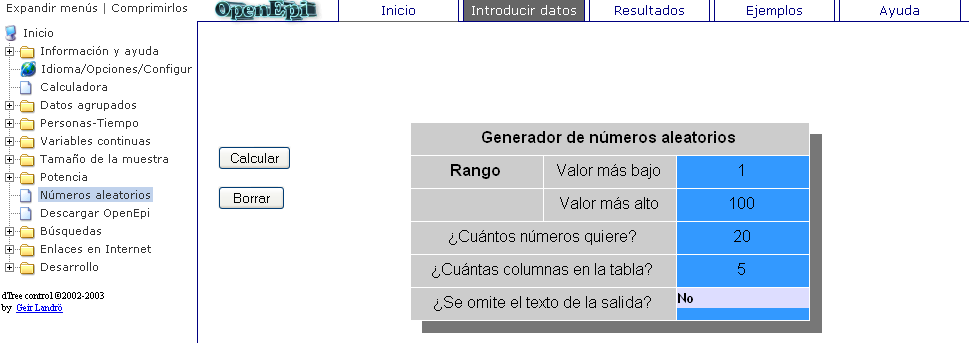 Expandir menús | Comprimirlos
OpenEpi
Inicio
Introducir datos
Resultados
Ejemplos
Ayuda
Inicio
Información y ayuda
Idioma/Opciones/Configur
Calculadora
Datos agrupados
Personas-Tiempo
Variables continuas
Tamaño de la muestra
Potencia
Números aleatorios
Descargar OpenEpi
Búsquedas
Enlaces en Internet
Desarrollo
dTree control ©2002-2003
by Geir Landrö
Calcular
Borrar
Generador de números aleatorios
Rango Valor más bajo 1
Valor más alto 100
¿Cuántos números quiere? 20
¿Cuántas columnas en la tabla? 5
¿Se omite el texto de la salida? No